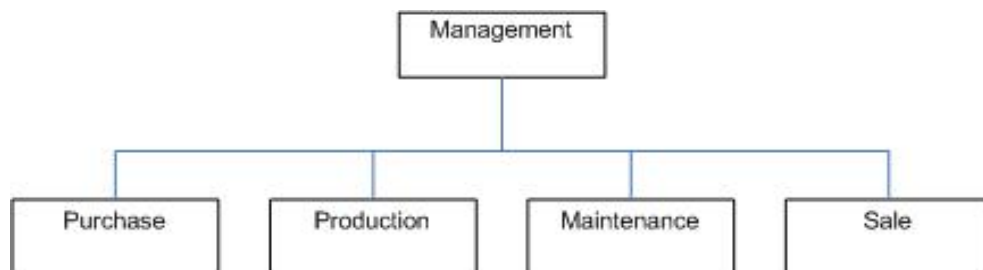 Management
Purchase
Production
Maintenance
Sale